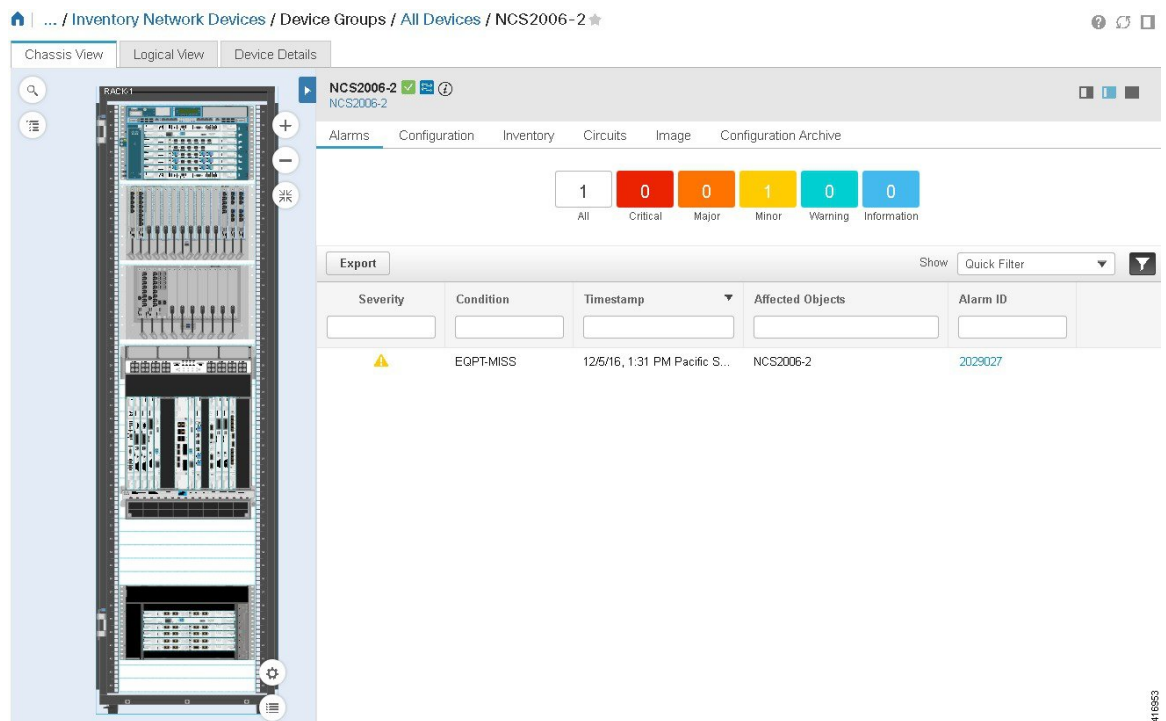 ... / Inventory Network Devices / Device Groups / All Devices / NCS2006-2
Chassis View Logical View Device Details
RACK-1
NCS2006-2
NCS2006-2
Alarms Configuration Inventory Circuits Image Configuration Archive
1 0 0 1 0 0
All Critical Major Minor Warning Information
Export Show Quick Filter
Severity Condition Timestamp Affected Objects Alarm ID
EQPT-MISS 12/5/16, 1:31 PM Pacific S... NCS2006-2 2029027
416953